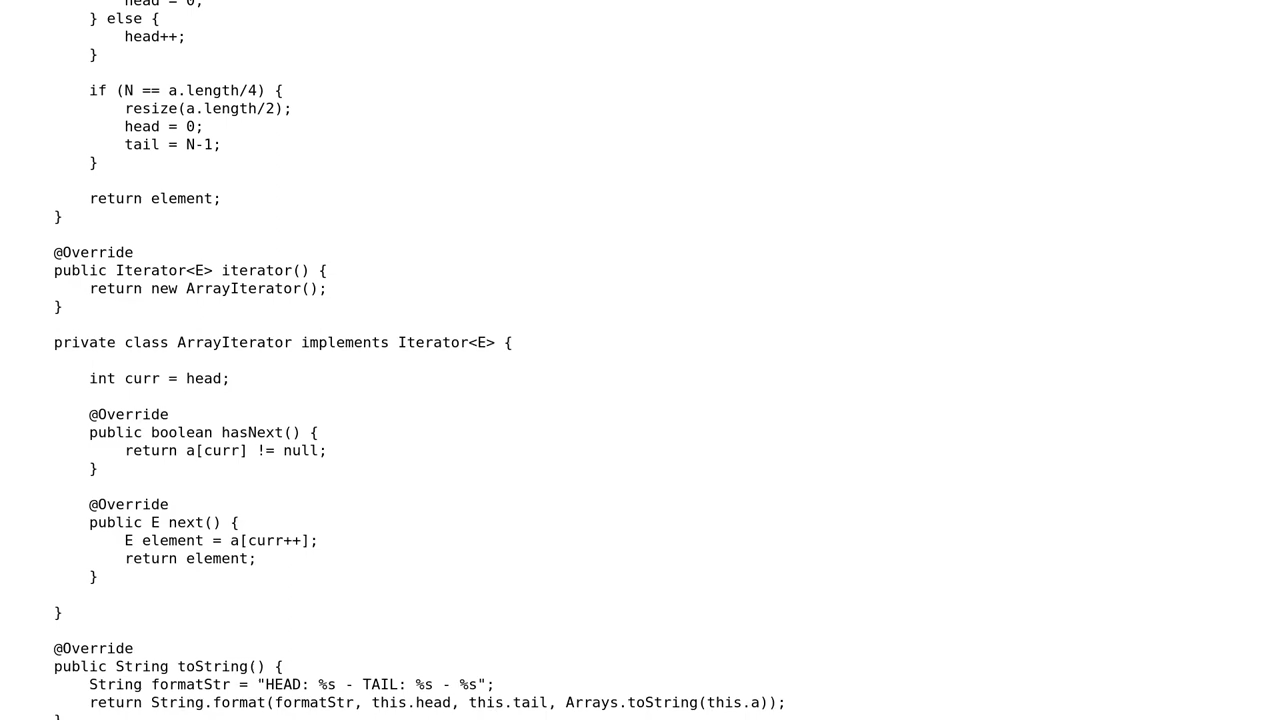 head = 0;
} else {
head++;
}
if (N == a.length/4) {
resize(a.length/2);
head = 0;
tail = N-1;
}
return element;
}
@Override
public Iterator<E> iterator() {
return new ArrayIterator();
}
private class ArrayIterator implements Iterator<E> {
int curr = head;
@Override
public boolean hasNext() {
return a[curr] != null;
}
@Override
public E next() {
E element = a[curr++];
return element;
}
}
@Override
public String toString() {
String formatStr = "HEAD: %s - TAIL: %s - %s";
return String.format(formatStr, this.head, this.tail, Arrays.toString(this.a));
}